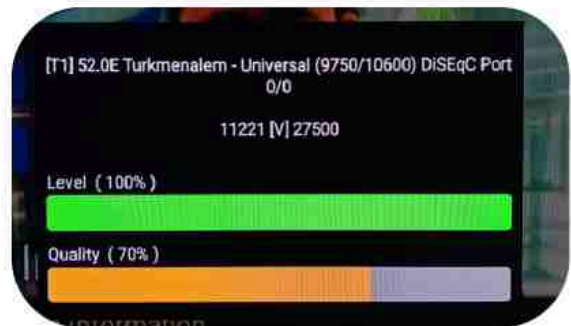 [T1] 52.0E Turkmenalem - Universal (9750/10600) DiSEqC Port
0/0
11221 [V] 27500
Level ( 100% )
Quality ( 70% )